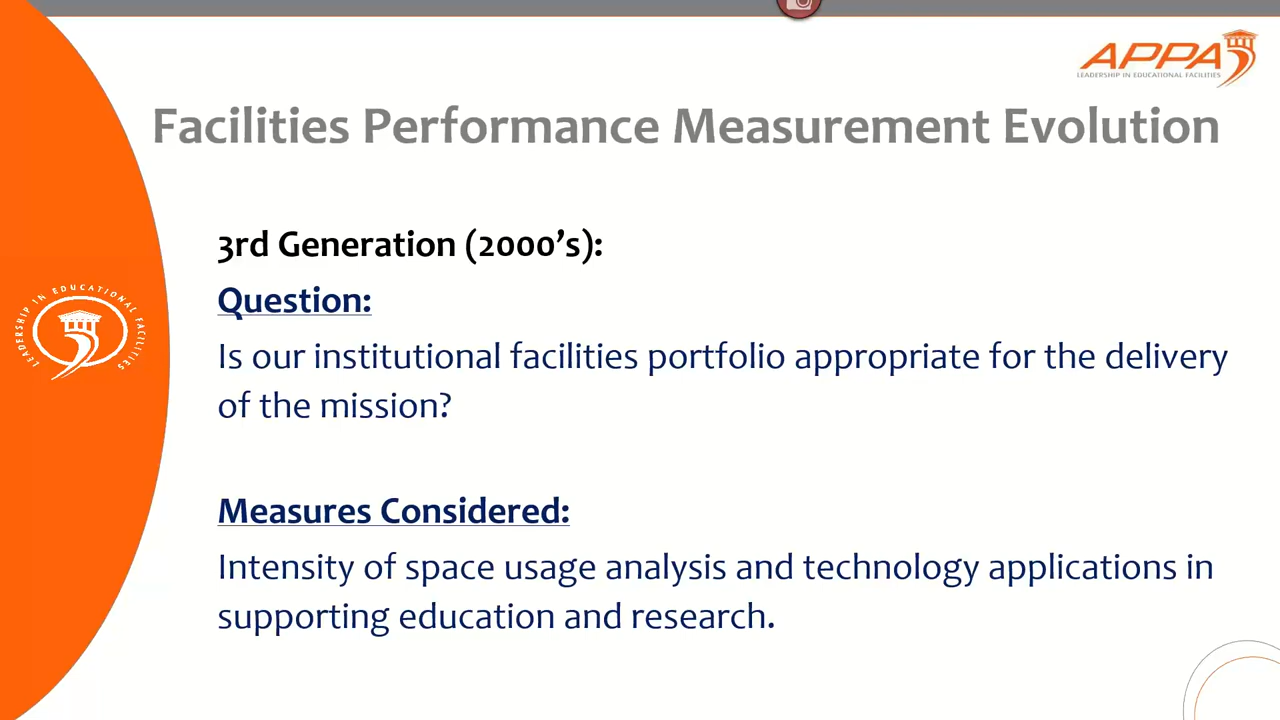 APPA
LEADERSHIP IN EDUCATIONAL FACILITIES
Facilities Performance Measurement Evolution
3rd Generation (2000’s):
Question:
Is our institutional facilities portfolio appropriate for the delivery
of the mission?
LEADERSHIP IN EDUCATIONAL FACILITIES
Measures Considered:
Intensity of space usage analysis and technology applications in
supporting education and research.